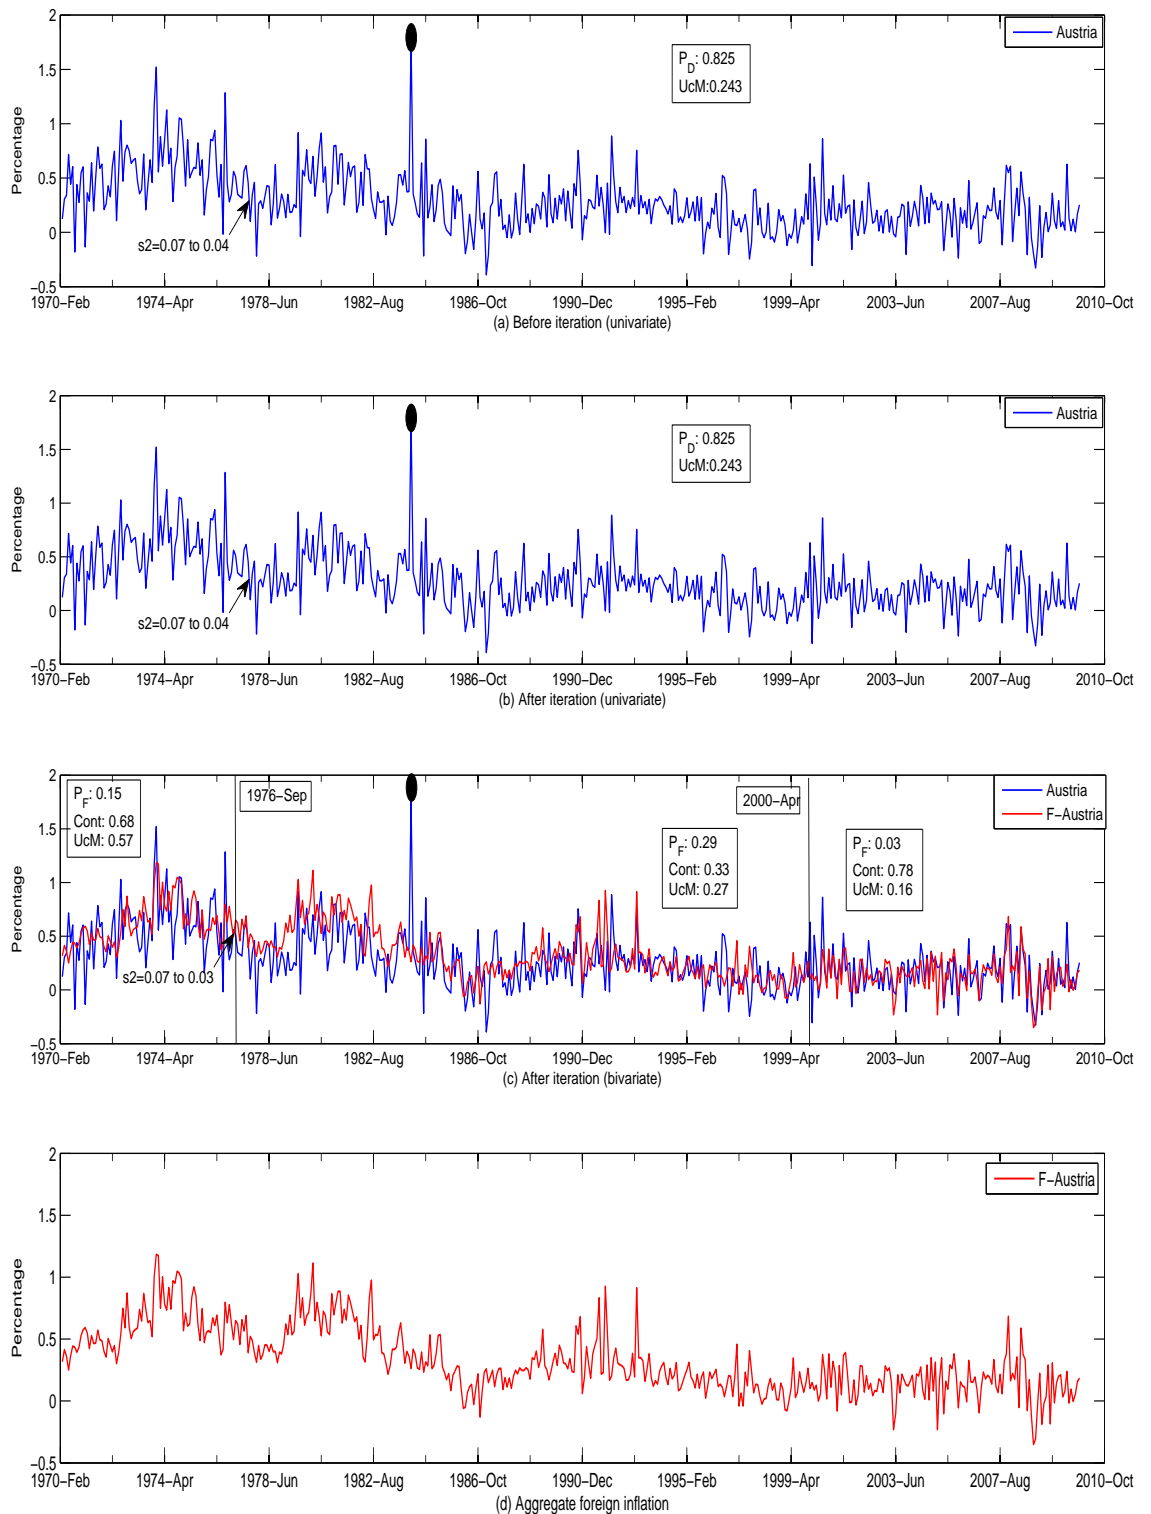 2
1.5
1
0.5
0
−0.5
Percentage
Austria
P_D: 0.825
UcM:0.243
s2=0.07 to 0.04
1970−Feb 1974−Apr 1978−Jun 1982−Aug 1986−Oct 1990−Dec 1995−Feb 1999−Apr 2003−Jun 2007−Aug 2010−Oct
(a) Before iteration (univariate)
2
1.5
1
0.5
0
−0.5
Percentage
Austria
P_D: 0.825
UcM:0.243
s2=0.07 to 0.04
1970−Feb 1974−Apr 1978−Jun 1982−Aug 1986−Oct 1990−Dec 1995−Feb 1999−Apr 2003−Jun 2007−Aug 2010−Oct
(b) After iteration (univariate)
2
1.5
1
0.5
0
−0.5
Percentage
P_F: 0.15
Cont: 0.68
UcM: 0.57
1976−Sep
2000−Apr
Austria
F−Austria
P_F: 0.29
Cont: 0.33
UcM: 0.27
P_F: 0.03
Cont: 0.78
UcM: 0.16
s2=0.07 to 0.03
1970−Feb 1974−Apr 1978−Jun 1982−Aug 1986−Oct 1990−Dec 1995−Feb 1999−Apr 2003−Jun 2007−Aug 2010−Oct
(c) After iteration (bivariate)
2
1.5
1
0.5
0
−0.5
Percentage
F−Austria
1970−Feb 1974−Apr 1978−Jun 1982−Aug 1986−Oct 1990−Dec 1995−Feb 1999−Apr 2003−Jun 2007−Aug 2010−Oct
(d) Aggregate foreign inflation